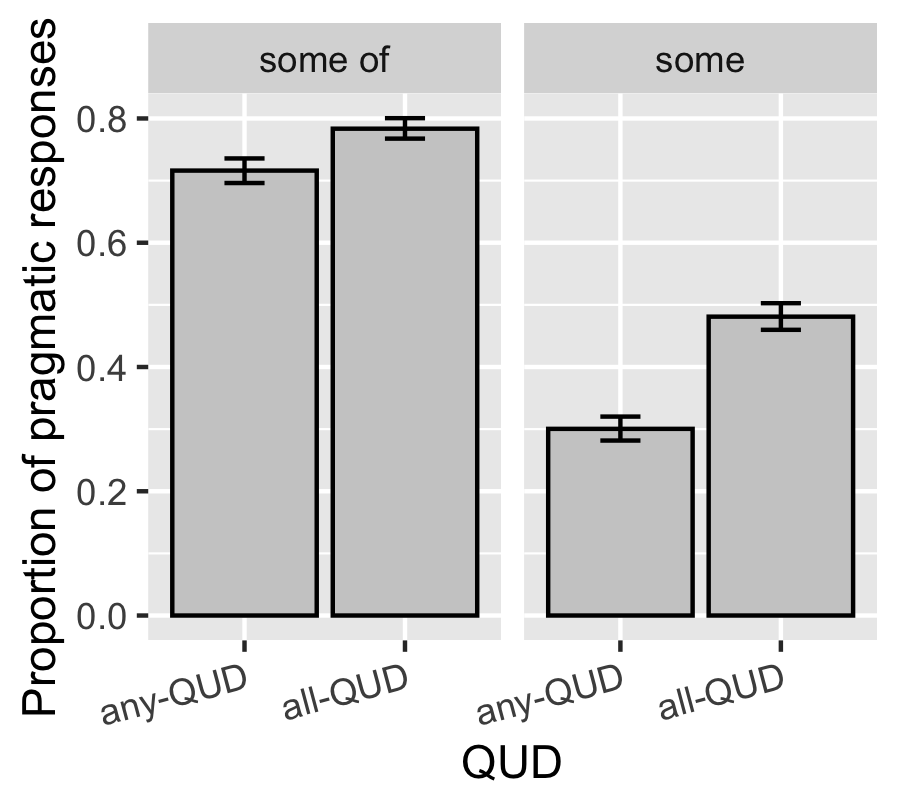 Proportion of pragmatic responses
some of
some
0.8
0.6
0.4
0.2
0.0
any-QUD
all-QUD
any-QUD
all-QUD
QUD